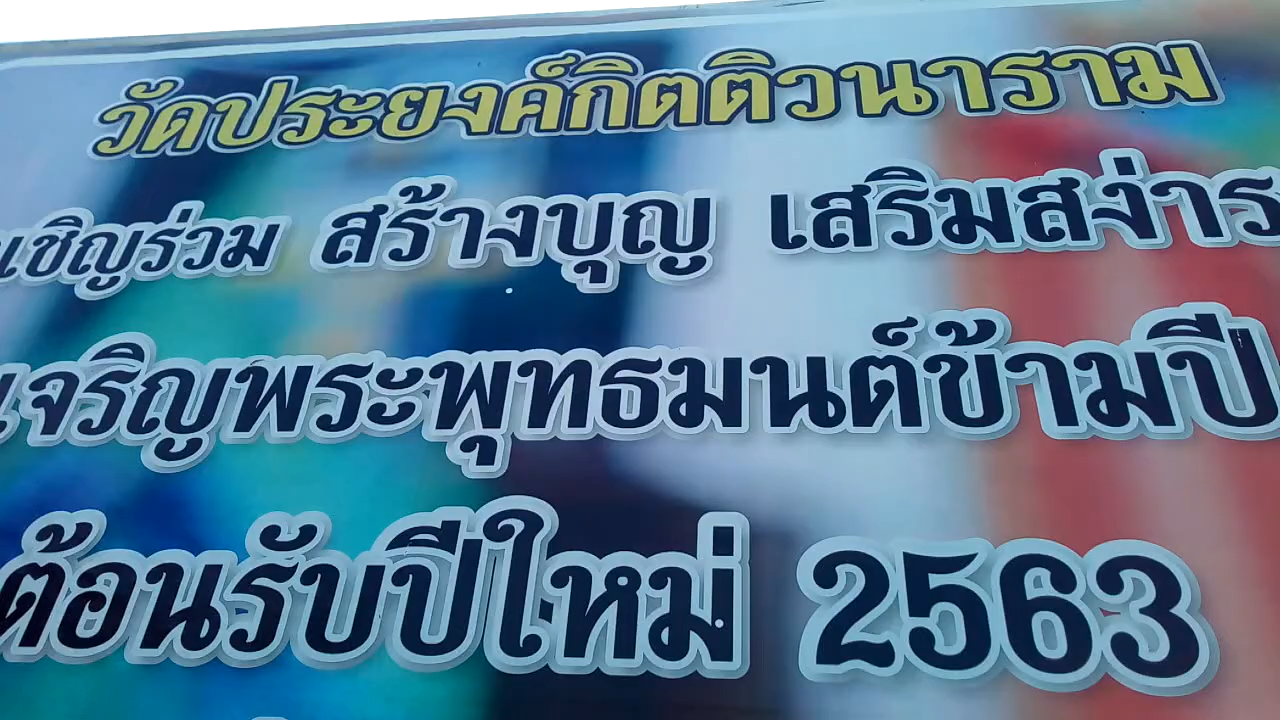 วัดประยงค์กิตติวนาราม
เชิญร่วม สร้างบุญ เสริมสง่าร
เจริญพระพุทธมนต์ข้ามปี
ต้อนรับปีใหม่ 2563